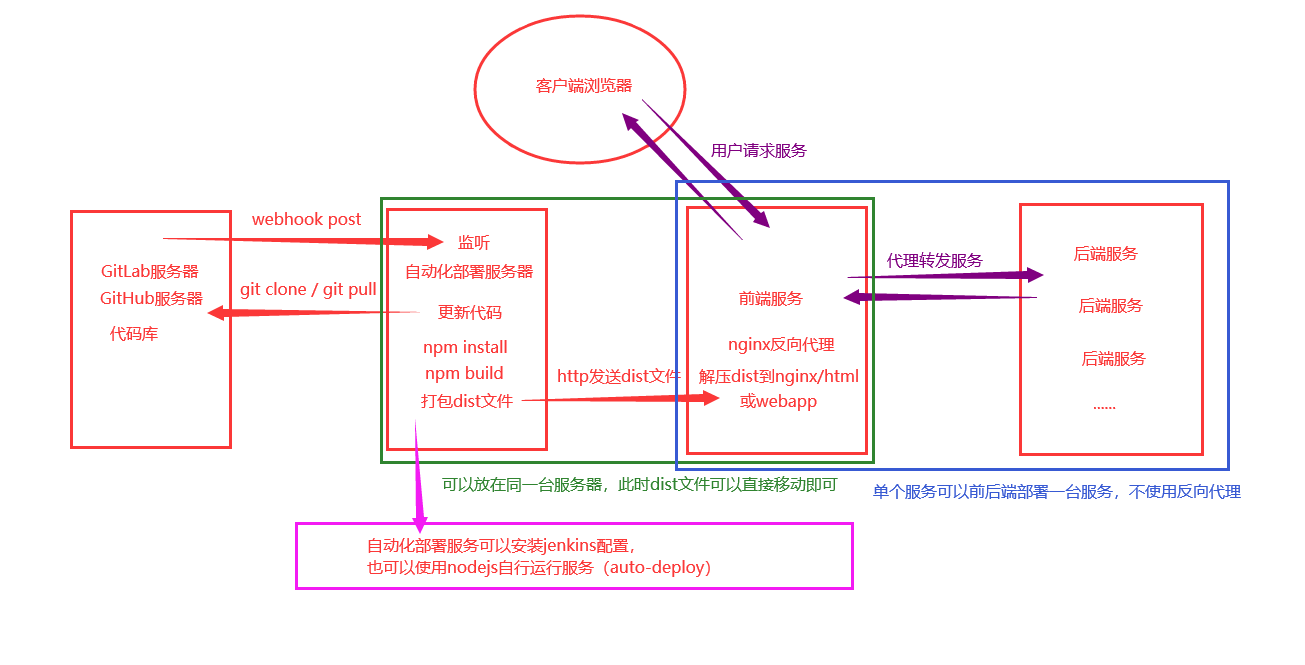 客户端浏览器
用户请求服务
webhook post
GitLab服务器
GitHub服务器
代码库
git clone / git pull
监听
自动化部署服务器
更新代码
npm install
npm build
打包dist文件
http发送dist文件
前端服务
nginx反向代理
解压dist到nginx/html
或webapp
代理转发服务
后端服务
后端服务
后端服务
......
可以放在同一台服务器，此时dist文件可以直接移动即可
单个服务可以前后端部署一台服务，不使用反向代理
自动化部署服务可以安装jenkins配置，
也可以使用nodejs自行运行服务（auto-deploy）